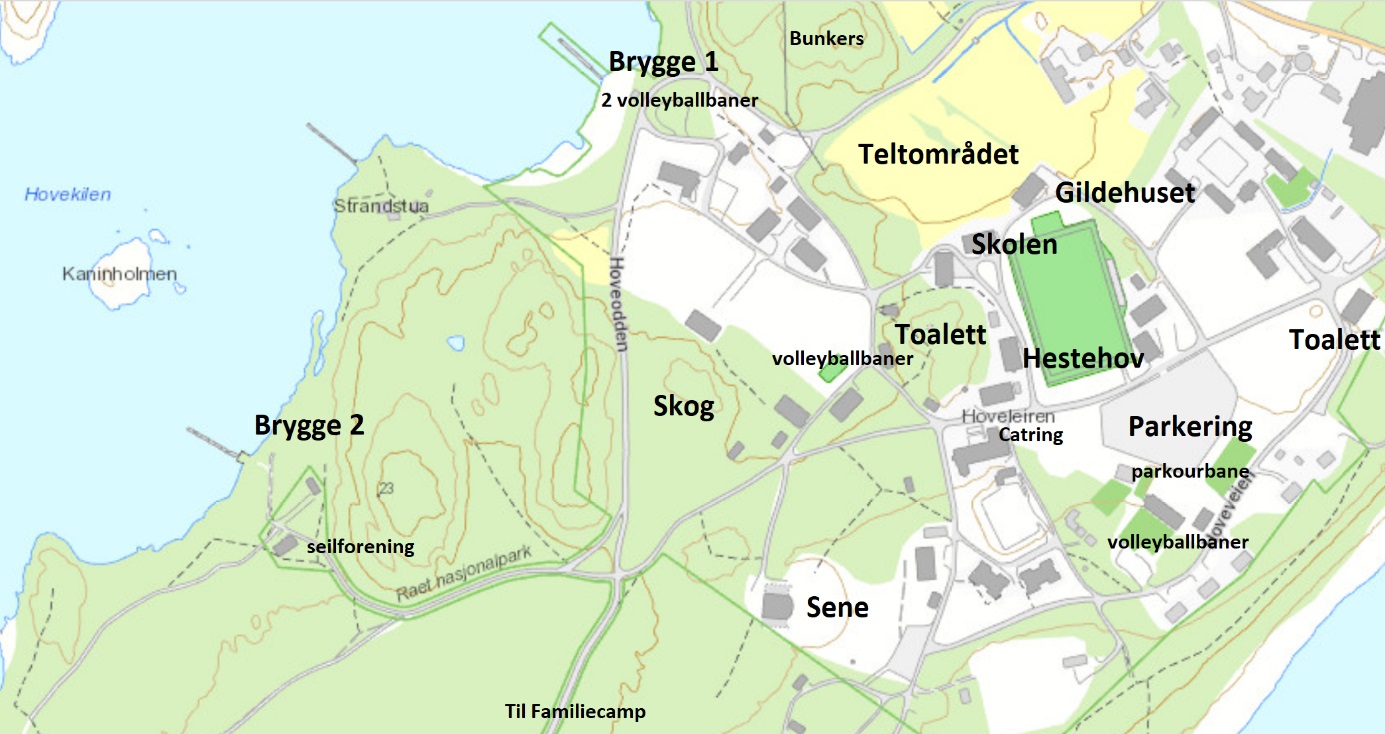 Bunkers
Brygge 1
2 volleyballbaner
Teltområdet
Hovekilen
Gildehuset
Strandstua
Skolen
Kaninholmen
Hoveodden
Toalett
Toalett
volleyballbaner
Hestehov
Skog
Hoveleiren
Brygge 2
Catring
Parkering
parkourbane
23
Hoveveien
seilforening
volleyballbaner
Raet nasjonalpark
Sene
Til Familiecamp